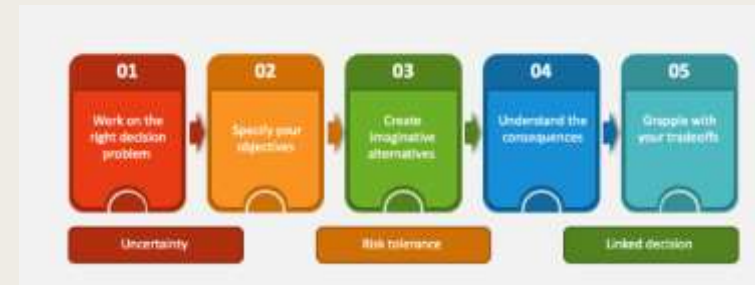 01
02
03
04
05
Work on the
right decision
problem
Specify your
objectives
Create
imaginative
alternatives
Understand the
consequences
Grapple with
your tradeoffs
Uncertainty
Risk tolerance
Linked decision